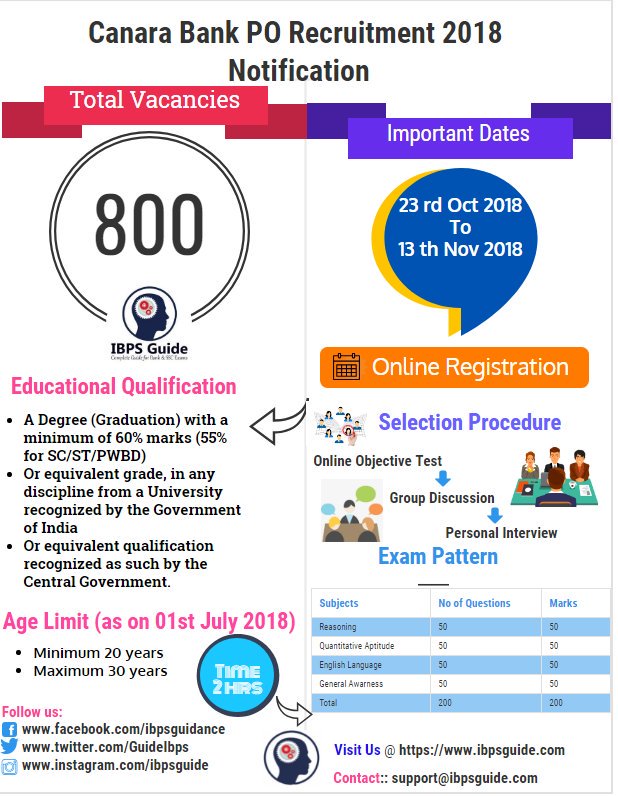 Canara Bank PO Recruitment 2018
Notification
Total Vacancies
800
IBPS Guide
Complete Guide for Bank & SSC Exams
Educational Qualification
A Degree (Graduation) with a
minimum of 60% marks (55%
for SC/ST/PWBD)
Or equivalent grade, in any
discipline from a University
recognized by the Government
of India
Or equivalent qualification
recognized as such by the
Central Government.
Age Limit (as on 01st July 2018)
Minimum 20 years
Maximum 30 years
TIME
2 HRS
Follow us:
www.facebook.com/ibpsguidance
www.twitter.com/GuideIbps
www.instagram.com/ibpsguide
Important Dates
23 rd Oct 2018
To
13 th Nov 2018
Online Registration
Selection Procedure
Online Objective Test
Group Discussion
Personal Interview
Exam Pattern
Subjects No of Questions Marks
Reasoning 50 50
Quantitative Aptitude 50 50
English Language 50 50
General Awarness 50 50
Total 200 200
Visit Us @ https://www.ibpsguide.com
Contact:: support@ibpsguide.com